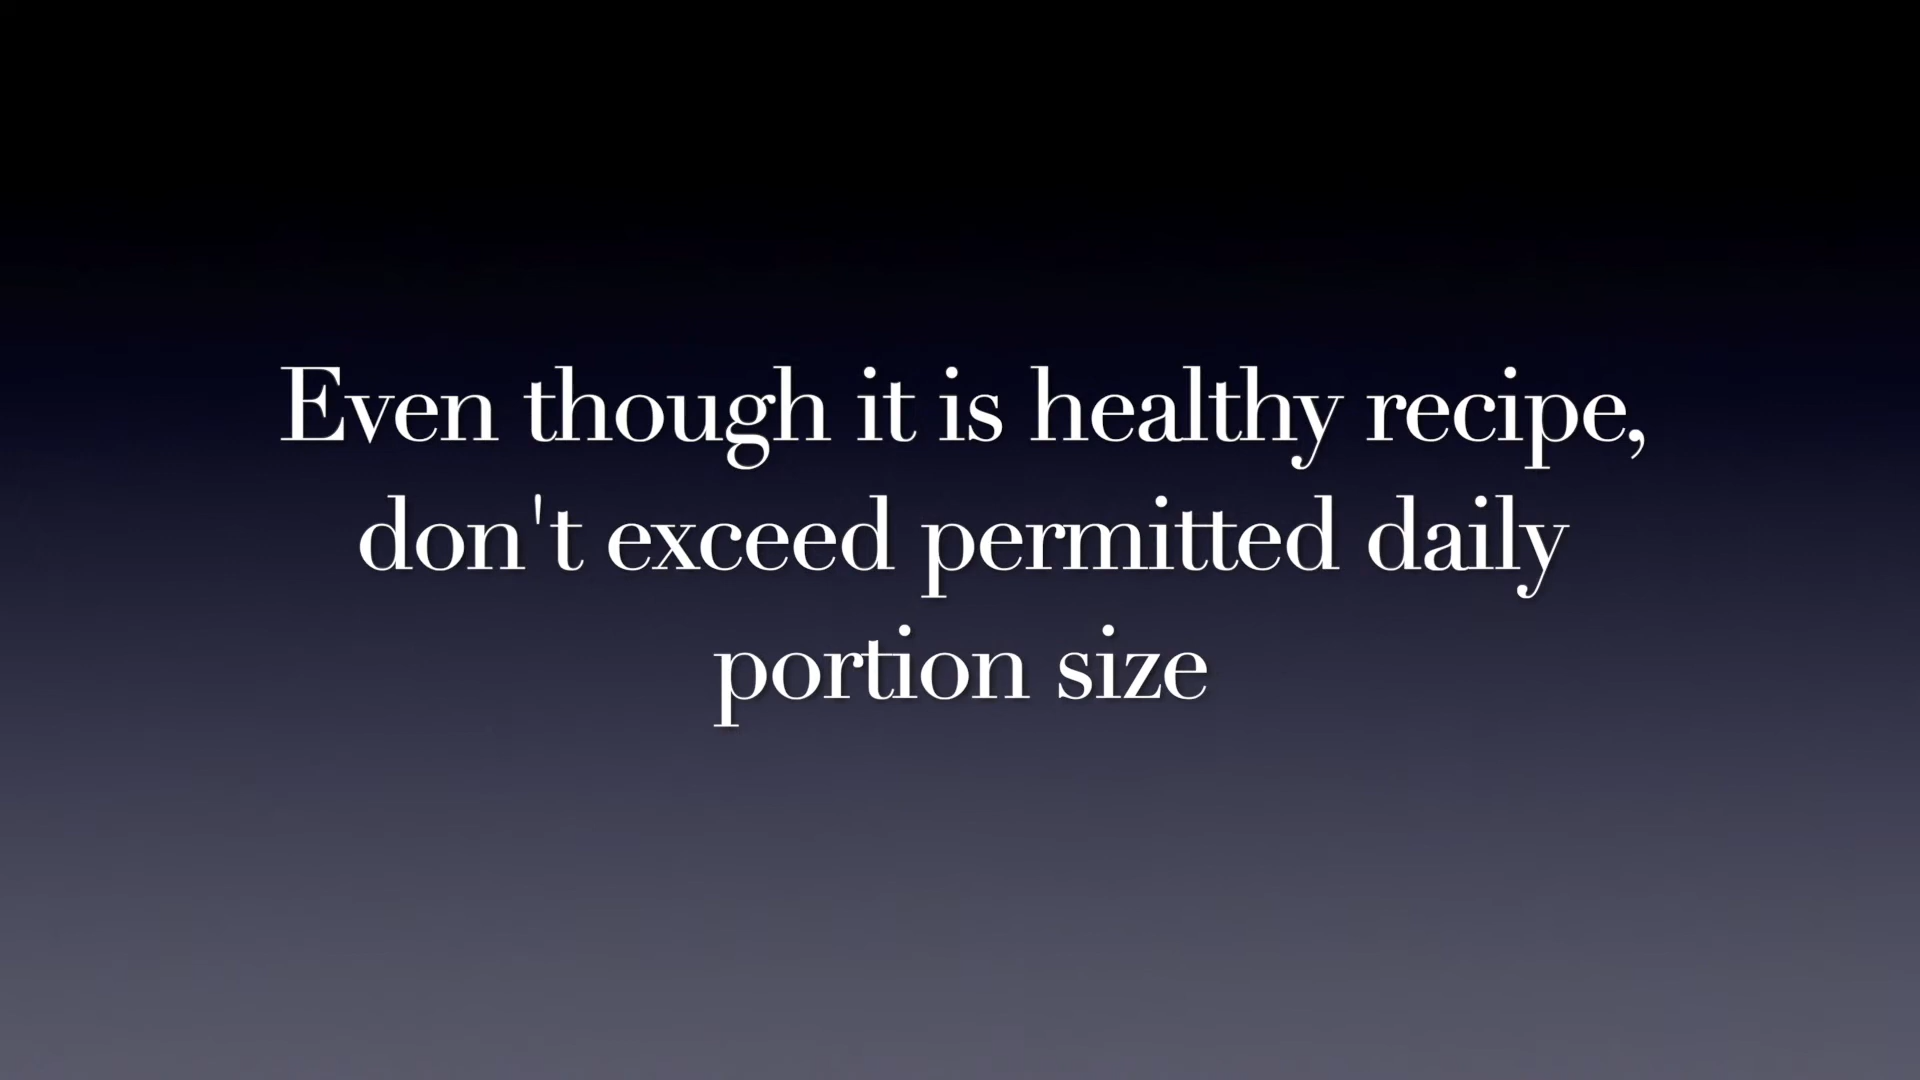 Even though it is healthy recipe,
don't exceed permitted daily
portion size